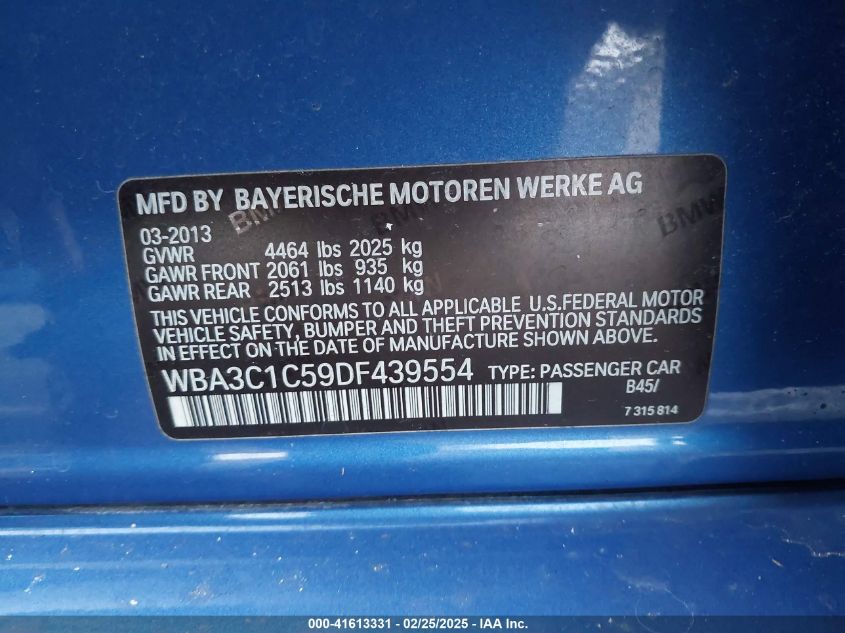 MFD BY BAYERISCHE MOTOREN WERKE AG
03-2013
GVWR 4464 lbs 2025 kg
GAWR FRONT 2061 lbs 935 kg
GAWR REAR 2513 lbs 1140 kg
THIS VEHICLE CONFORMS TO ALL APPLICABLE U.S.FEDERAL MOTOR
VEHICLE SAFETY, BUMPER AND THEFT PREVENTION STANDARDS
IN EFFECT ON THE DATE OF MANUFACTURE SHOWN ABOVE.
WBA3C1C59DF439554 TYPE: PASSENGER CAR
B45/
7 315 814
000-41613331 - 02/25/2025 - IAA Inc.